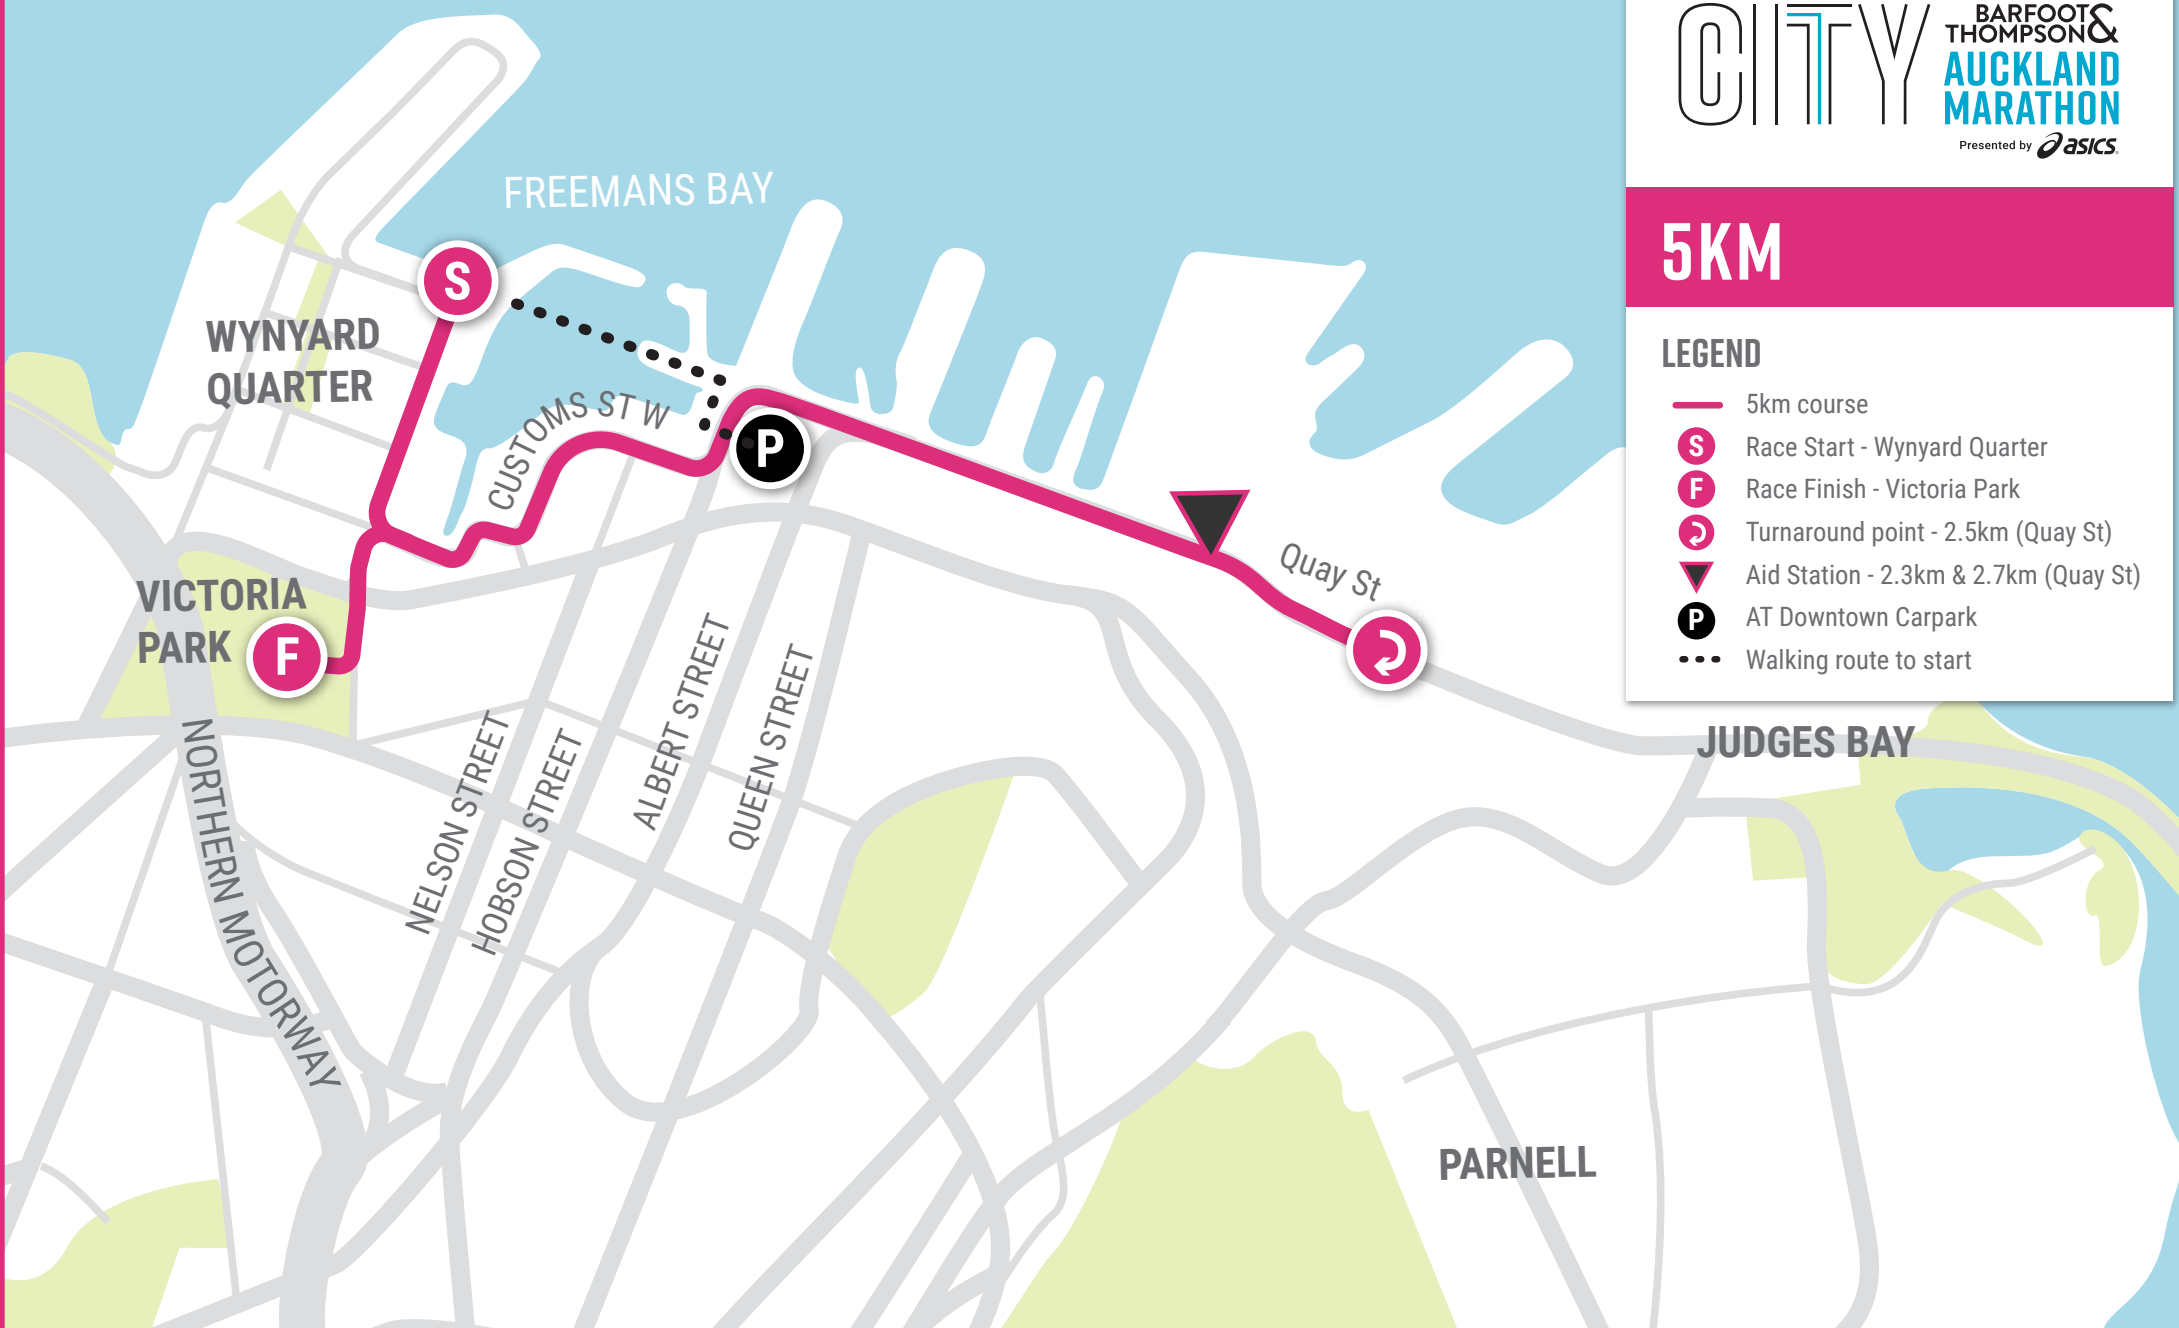 CITY
BARFOOT &
THOMPSON
AUCKLAND
MARATHON
Presented by asics
5KM
LEGEND
5km course
S Race Start - Wynyard Quarter
F Race Finish - Victoria Park
Turnaround point - 2.5km (Quay St)
Aid Station - 2.3km & 2.7km (Quay St)
P AT Downtown Carpark
Walking route to start
FREEMANS BAY
S
WYNYARD
QUARTER
CUSTOMS ST W
P
Quay St
VICTORIA
PARK
F
JUDGES BAY
NORTHERN MOTORWAY
NELSON STREET
HOBSON STREET
ALBERT STREET
QUEEN STREET
PARNELL